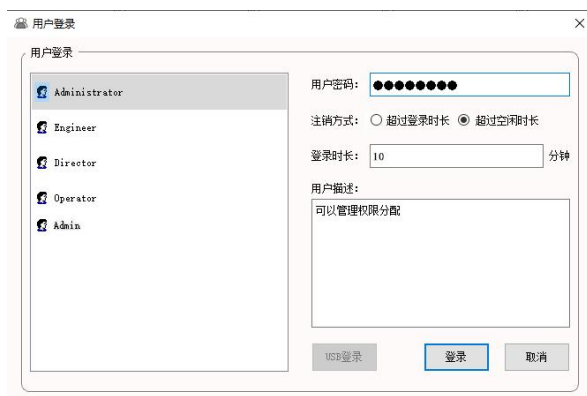 用户登录
用户登录
Administrator
Engineer
Director
Operator
Admin
用户密码: ●●●●●●●●
注销方式: 超过登录时长 超过空闲时长
登录时长: 10 分钟
用户描述:
可以管理权限分配
USB登录 登录 取消